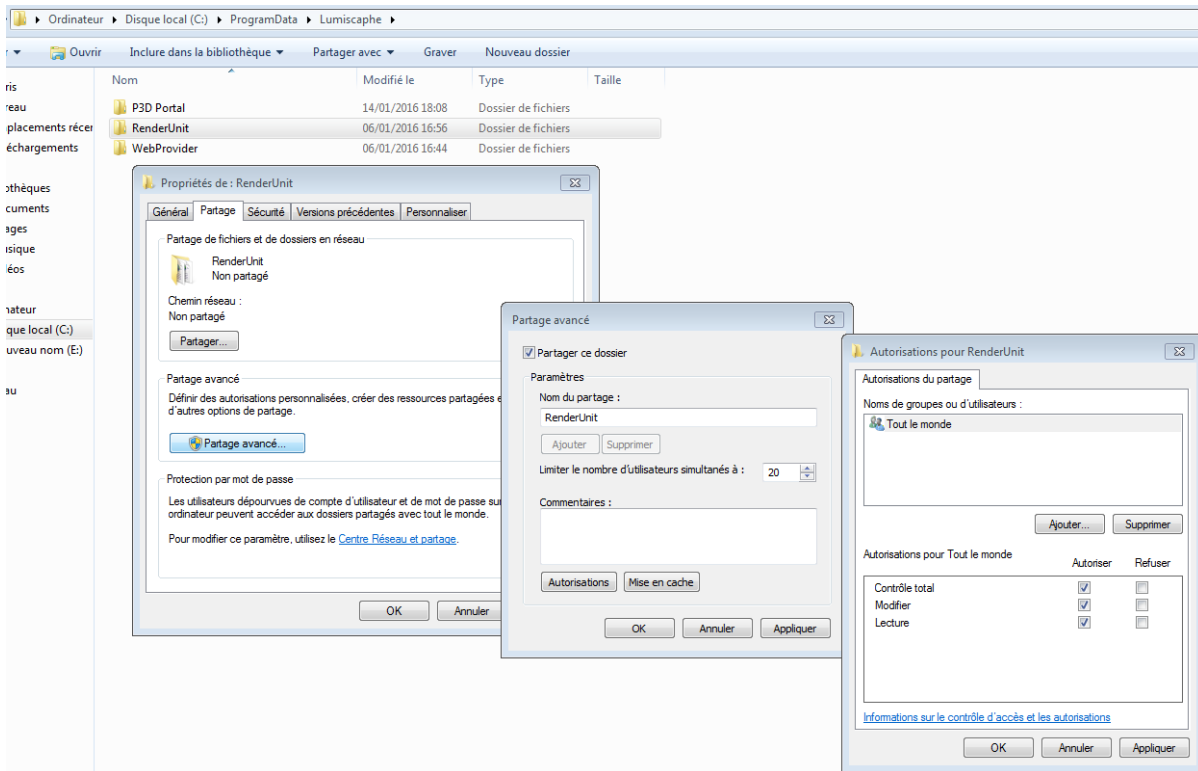 Ordinateur ▸ Disque local (C:) ▸ ProgramData ▸ Lumiscaphe ▸
Ouvrir Inclure dans la bibliothèque Partager avec Graver Nouveau dossier
Nom Modifié le Type Taille
P3D Portal 14/01/2016 18:08 Dossier de fichiers
RenderUnit 06/01/2016 16:56 Dossier de fichiers
WebProvider 06/01/2016 16:44 Dossier de fichiers
ris
reau
placements récer
échargements
othèques
cuments
ages
usique
éos
nateur
que local (C:)
uveau nom (E:)
au
Propriétés de : RenderUnit
Général Partage Sécurité Versions précédentes Personnaliser
Partage de fichiers et de dossiers en réseau
RenderUnit
Non partagé
Chemin réseau :
Non partagé
Partager...
Partage avancé
Définir des autorisations personnalisées, créer des ressources partagées e
d'autres options de partage.
Partage avancé...
Protection par mot de passe
Les utilisateurs dépourvues de compte d'utilisateur et de mot de passe sur
ordinateur peuvent accéder aux dossiers partagés avec tout le monde.
Pour modifier ce paramètre, utilisez le Centre Réseau et partage.
OK Annuler
Partage avancé
Partager ce dossier
Paramètres
Nom du partage :
RenderUnit
Ajouter Supprimer
Limiter le nombre d'utilisateurs simultanés à : 20
Commentaires :
Autorisations Mise en cache
OK Annuler Appliquer
Autorisations pour RenderUnit
Autorisations du partage
Noms de groupes ou d'utilisateurs :
Tout le monde
Ajouter... Supprimer
Autorisations pour Tout le monde Autoriser Refuser
Contrôle total
Modifier
Lecture
Informations sur le contrôle d'accès et les autorisations
OK Annuler Appliquer